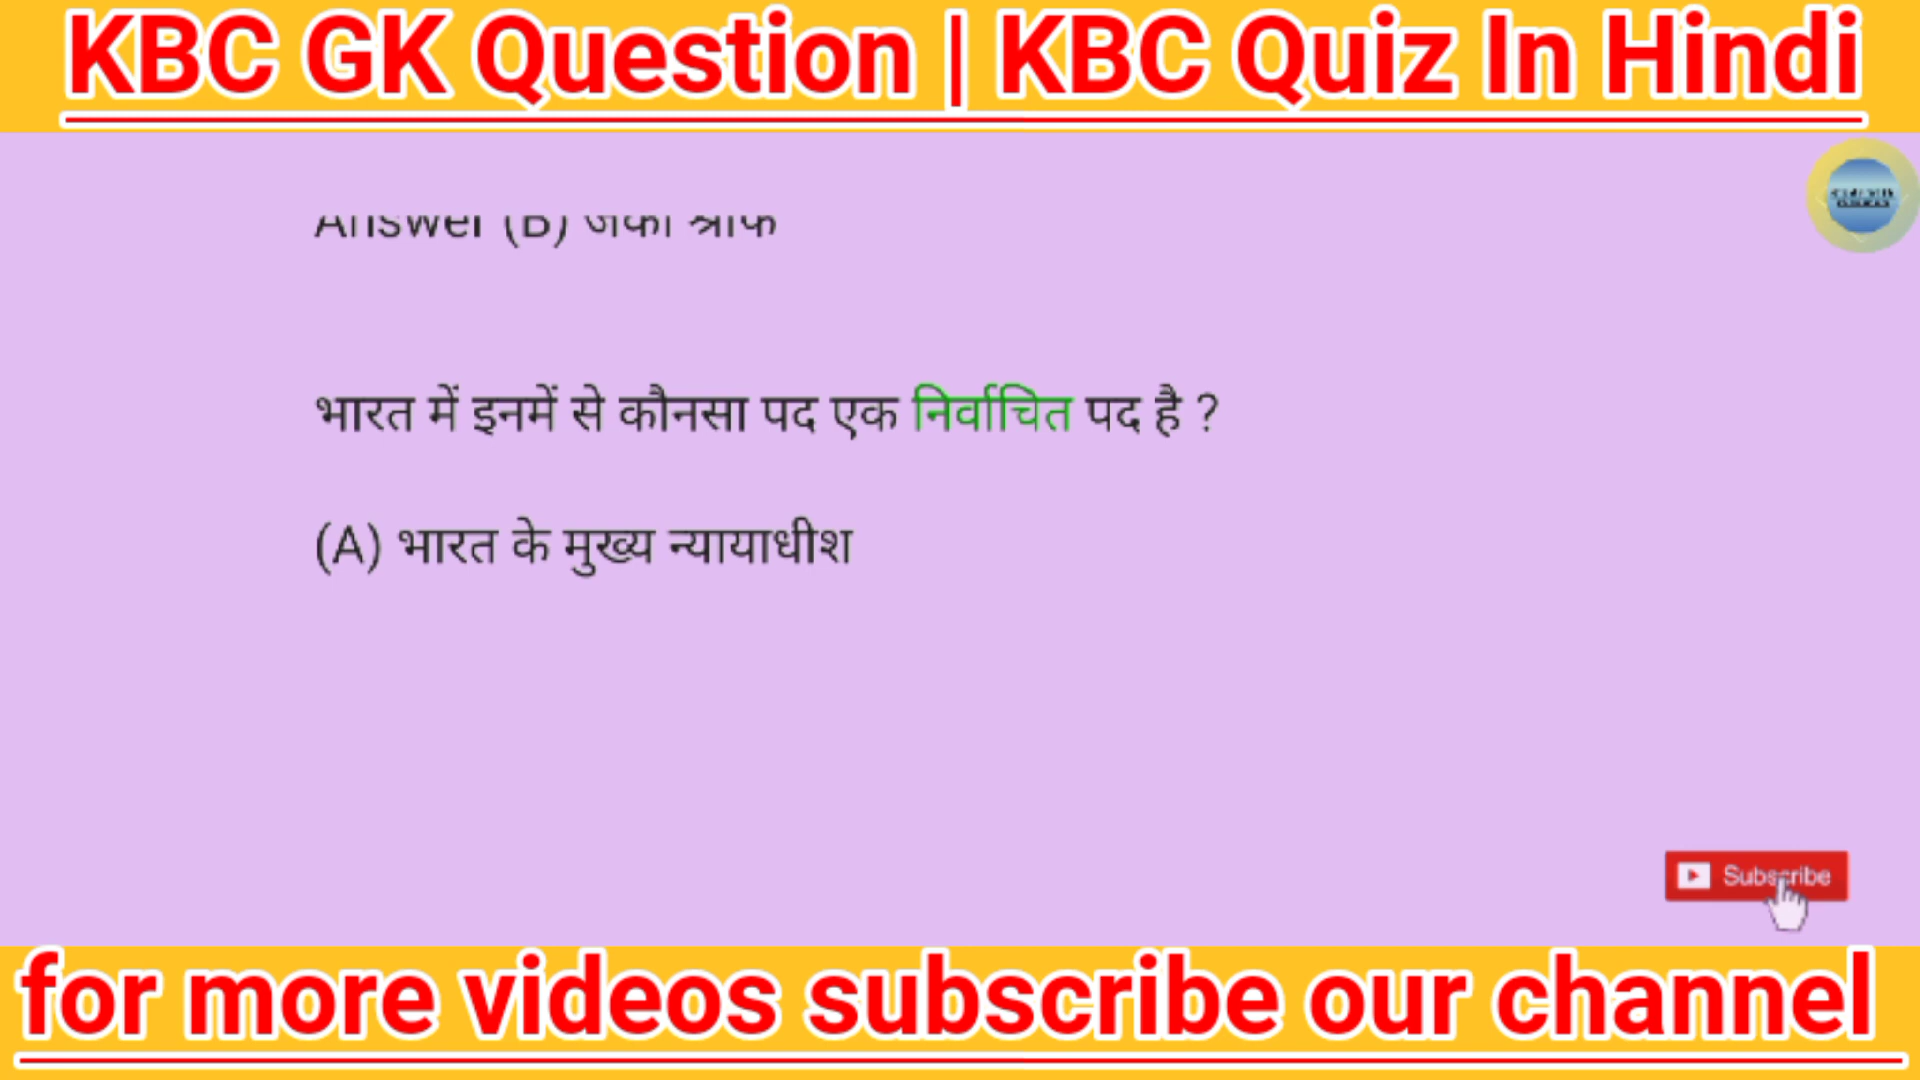 KBC GK Question | KBC Quiz In Hindi
Answer (B)
भारत में इनमें से कौनसा पद एक निर्वाचित पद है ?
(A) भारत के मुख्य न्यायाधीश
Subscribe
for more videos subscribe our channel